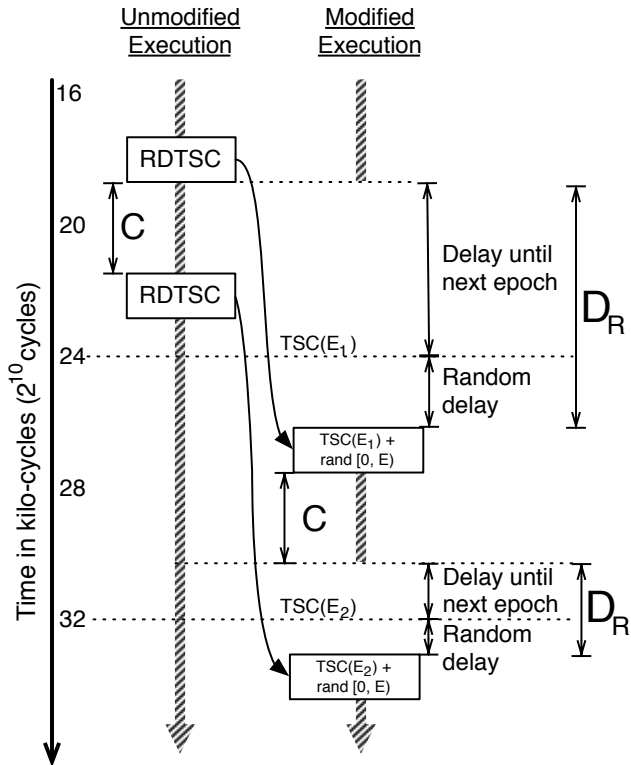 Unmodified
Execution
Modified
Execution
16
RDTSC
20
C
Delay until
next epoch
D_R
RDTSC
24
TSC(E_1)
Random
delay
TSC(E_1) +
rand [0, E)
28
C
Delay until
next epoch
D_R
TSC(E_2)
32
Random
delay
TSC(E_2) +
rand [0, E)
Time in kilo-cycles (2^10 cycles)